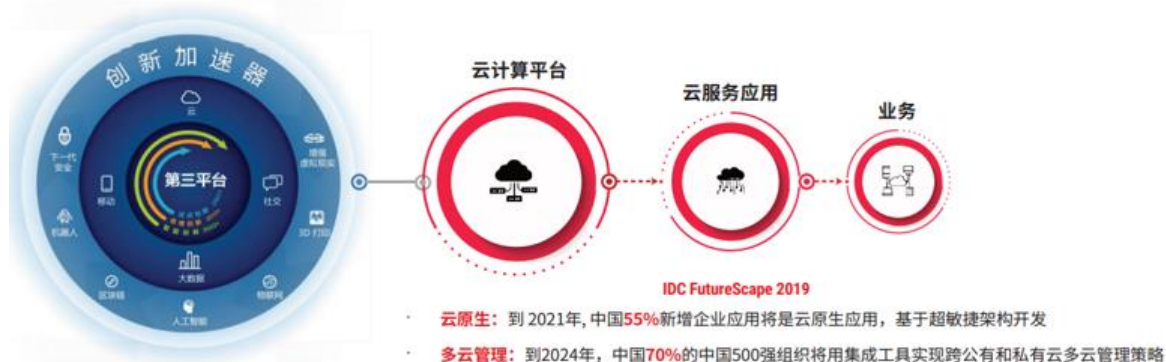 创新加速器
云
下一代
安全
增强
虚拟现实
第三平台
移动
社交
机器人
3D 打印
大数据
区块链
物联网
人工智能
云计算平台
云服务应用
业务
IDC FutureScape 2019
· 云原生：到 2021年, 中国55%新增企业应用将是云原生应用，基于超敏捷架构开发
· 多云管理：到2024年，中国70%的中国500强组织将用集成工具实现跨公有和私有云多云管理策略